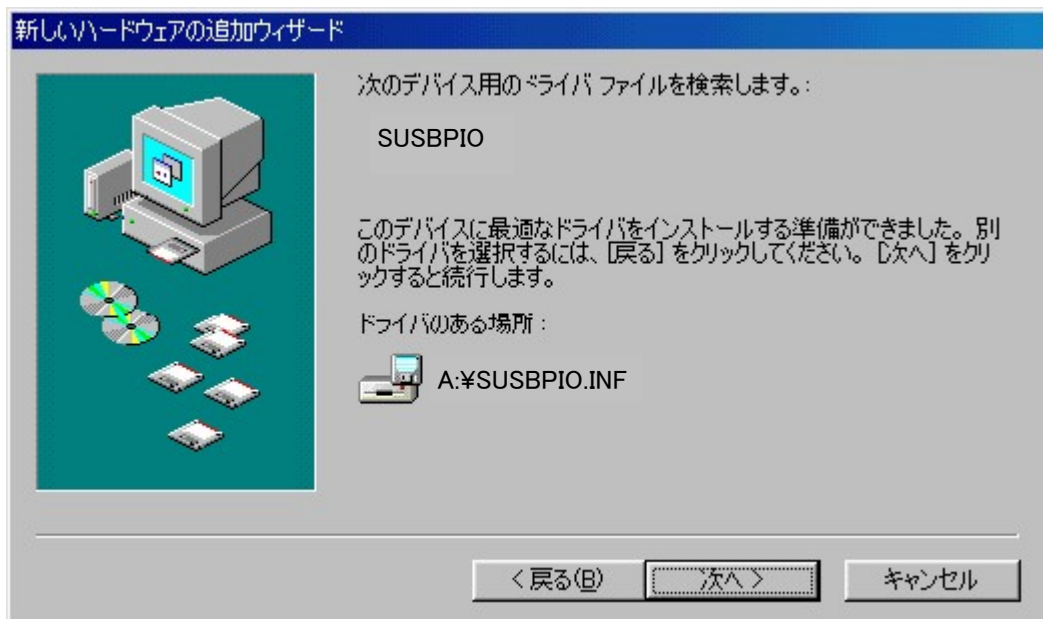 新しいハードウェアの追加ウィザード
次のデバイス用のドライバ ファイルを検索します。:
SUSBPIO
このデバイスに最適なドライバをインストールする準備ができました。別
のドライバを選択するには、[戻る] をクリックしてください。[次へ] をクリ
ックすると続行します。
ドライバのある場所 :
A:¥SUSBPIO.INF
< 戻る(B)
次へ >
キャンセル